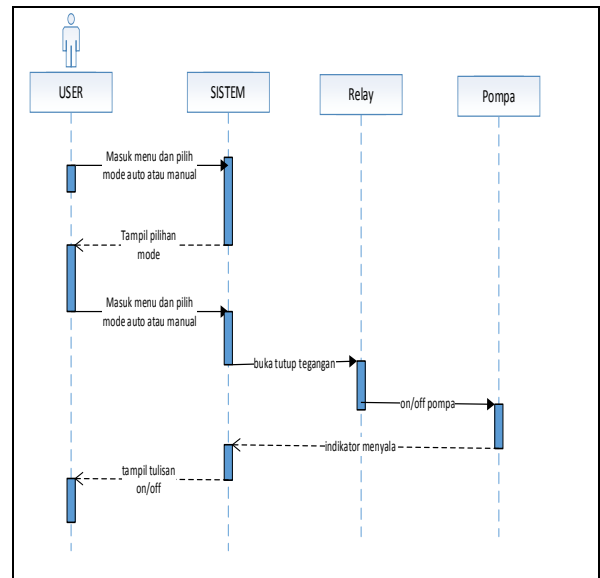 USER
SISTEM
Relay
Pompa
Masuk menu dan pilih
mode auto atau manual
Tampil pilihan
mode
Masuk menu dan pilih
mode auto atau manual
buka tutup tegangan
on/off pompa
indikator menyala
tampil tulisan
on/off